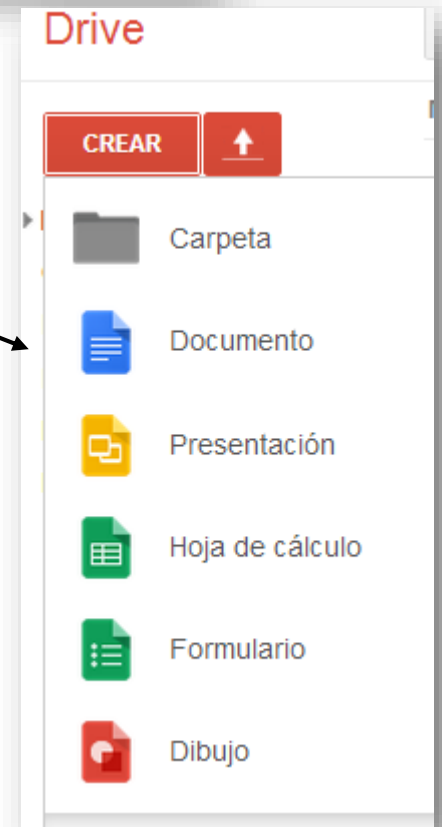 Drive
CREAR
Carpeta
Documento
Presentación
Hoja de cálculo
Formulario
Dibujo